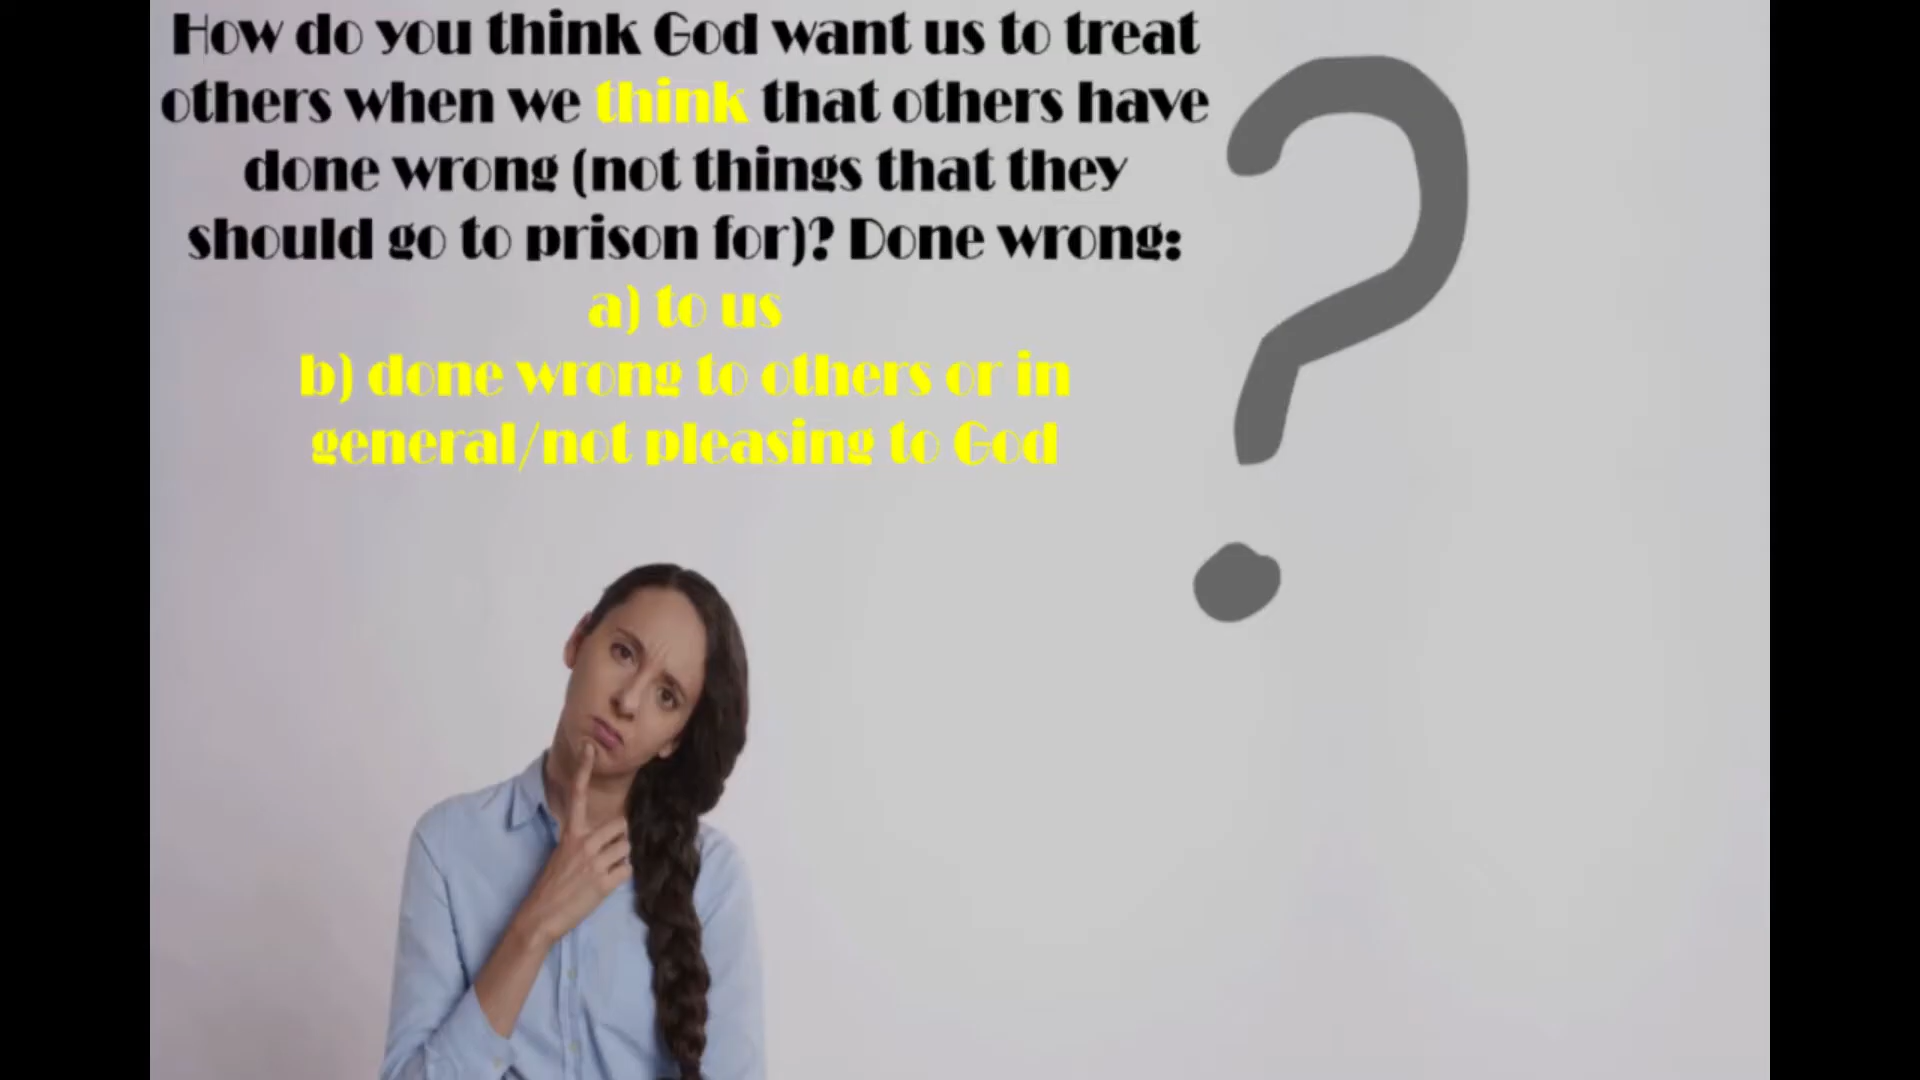 How do you think God want us to treat
others when we think that others have
done wrong (not things that they
should go to prison for)? Done wrong:
a) to us
b) done wrong to others or in
general/not pleasing to God
?